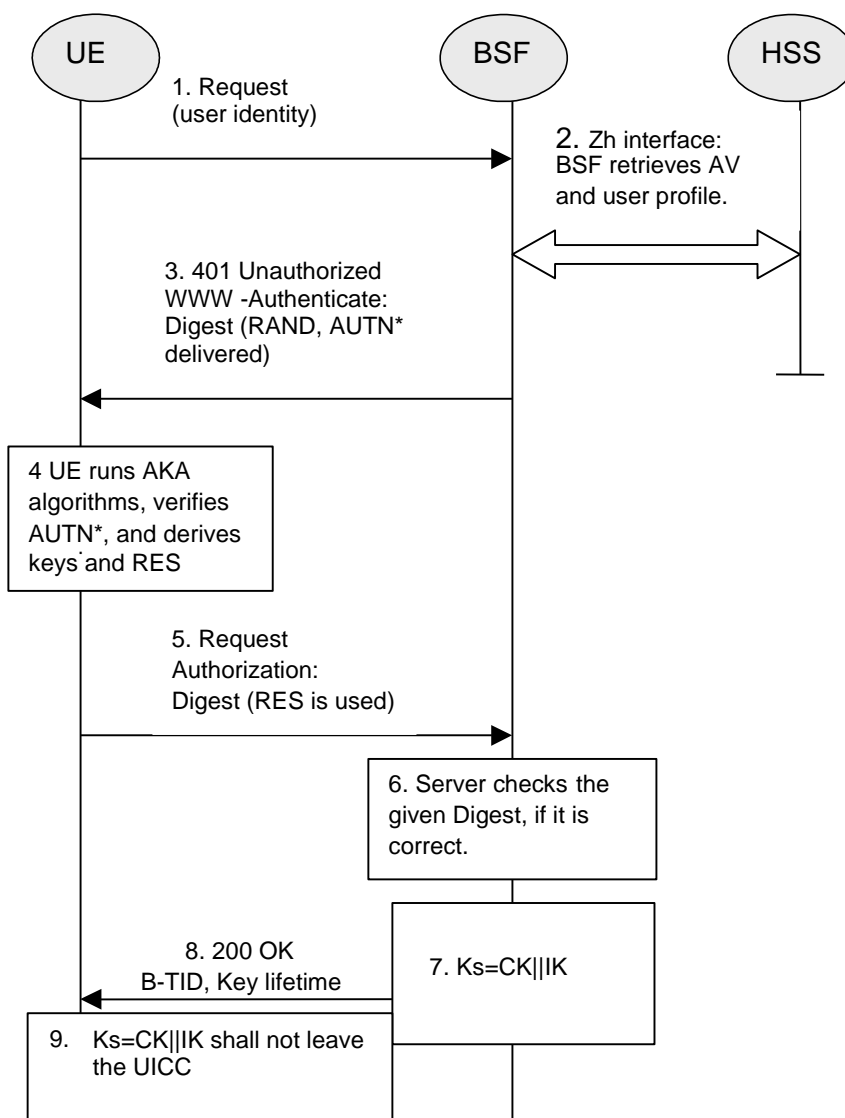 UE
BSF
HSS
1. Request
(user identity)
2. Zh interface:
BSF retrieves AV
and user profile.
3. 401 Unauthorized
WWW -Authenticate:
Digest (RAND, AUTN*
delivered)
4 UE runs AKA
algorithms, verifies
AUTN*, and derives
keys and RES
5. Request
Authorization:
Digest (RES is used)
6. Server checks the
given Digest, if it is
correct.
7. Ks=CK||IK
8. 200 OK
B-TID, Key lifetime
9. Ks=CK||IK shall not leave
the UICC